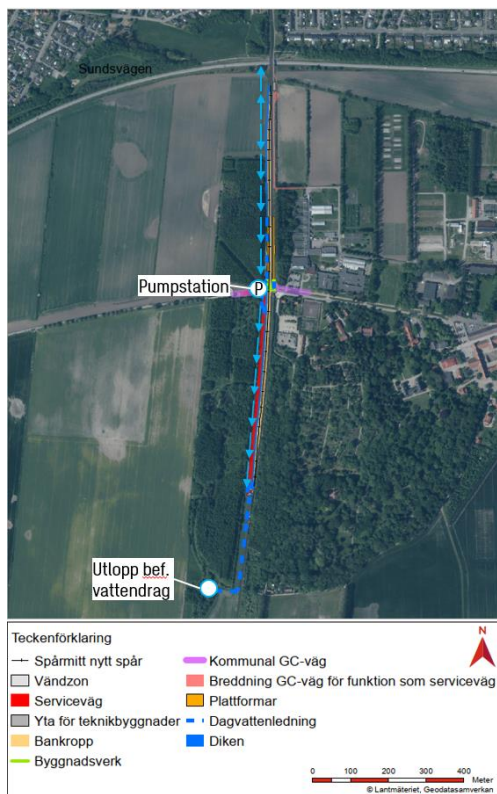 Sundsvägen
Pumpstation
P
Utlopp bef.
vattendrag
Teckenförklaring
N
Spårmitt nytt spår
Vändzon
Serviceväg
Yta för teknikbyggnader
Bankropp
Byggnadsverk
Kommunal GC-väg
Breddning GC-väg för funktion som serviceväg
Plattformar
Dagvattenledning
Diken
0 50 100 200 300 400
Meter
© Lantmäteriet, Geodatasamverkan